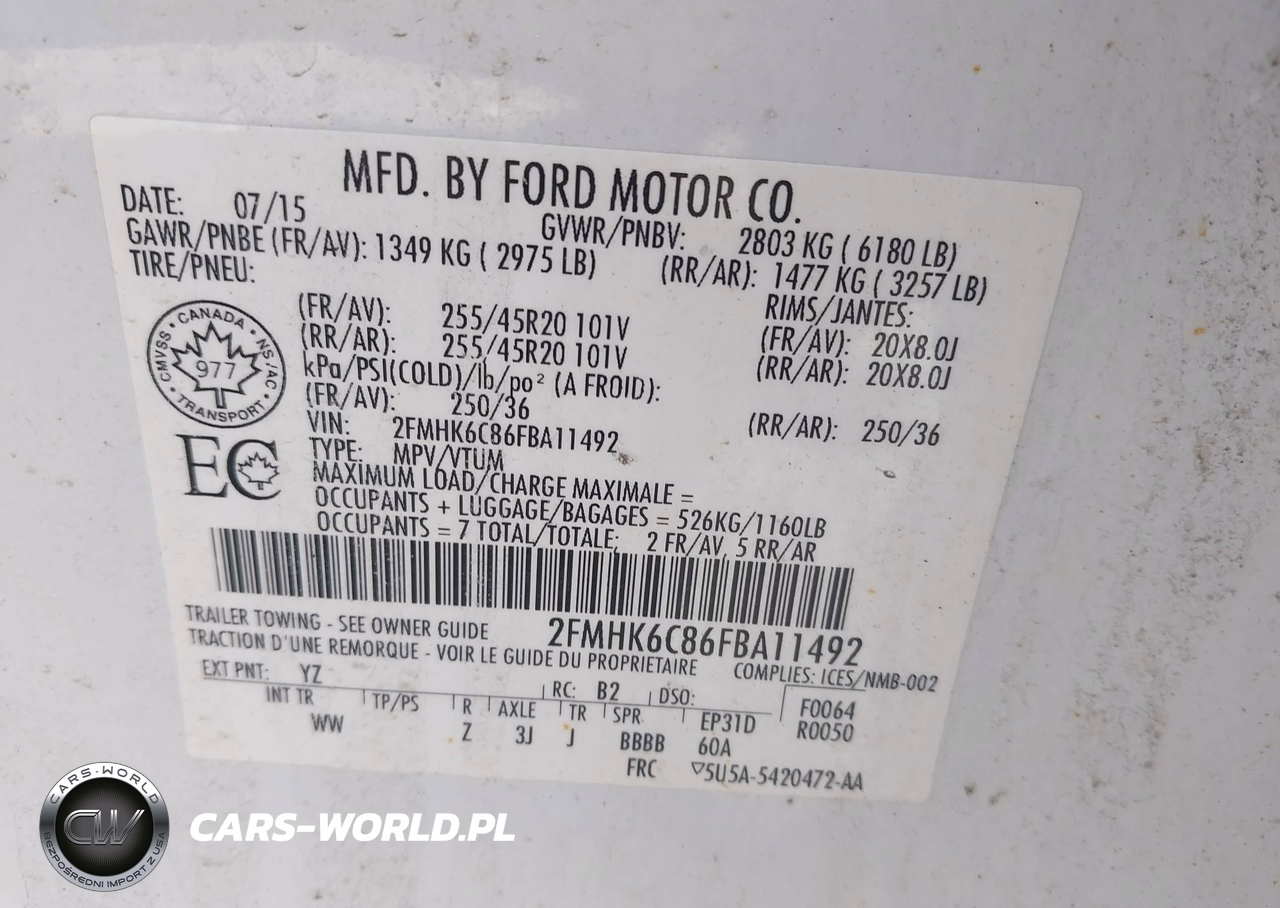 MFD. BY FORD MOTOR CO.
DATE: 07/15 GVWR/PNBV: 2803 KG ( 6180 LB)
GAWR/PNBE (FR/AV): 1349 KG ( 2975 LB) (RR/AR): 1477 KG ( 3257 LB)
TIRE/PNEU: RIMS/JANTES:
(FR/AV): 255/45R20 101V (FR/AV): 20X8.0J
(RR/AR): 255/45R20 101V (RR/AR): 20X8.0J
kPa/PSI(COLD)/lb/po² (A FROID):
(FR/AV): 250/36 (RR/AR): 250/36
VIN: 2FMHK6C86FBA11492
TYPE: MPV/VTUM
MAXIMUM LOAD/CHARGE MAXIMALE =
OCCUPANTS + LUGGAGE/BAGAGES = 526KG/1160LB
OCCUPANTS = 7 TOTAL/TOTALE: 2 FR/AV, 5 RR/AR
CANADA
CMVSS 977 NS/AC
TRANSPORT
EC
TRAILER TOWING - SEE OWNER GUIDE 2FMHK6C86FBA11492
TRACTION D'UNE REMORQUE - VOIR LE GUIDE DU PROPRIETAIRE COMPLIES: ICES/NMB-002
EXT PNT: YZ RC: B2 DSO: F0064
INT TR TP/PS R AXLE TR SPR EP31D R0050
WW Z 3J J BBBB 60A
FRC ▽5U5A-5420472-AA
CARS-WORLD
CW
BEZPOŚREDNI IMPORT Z USA
CARS-WORLD.PL